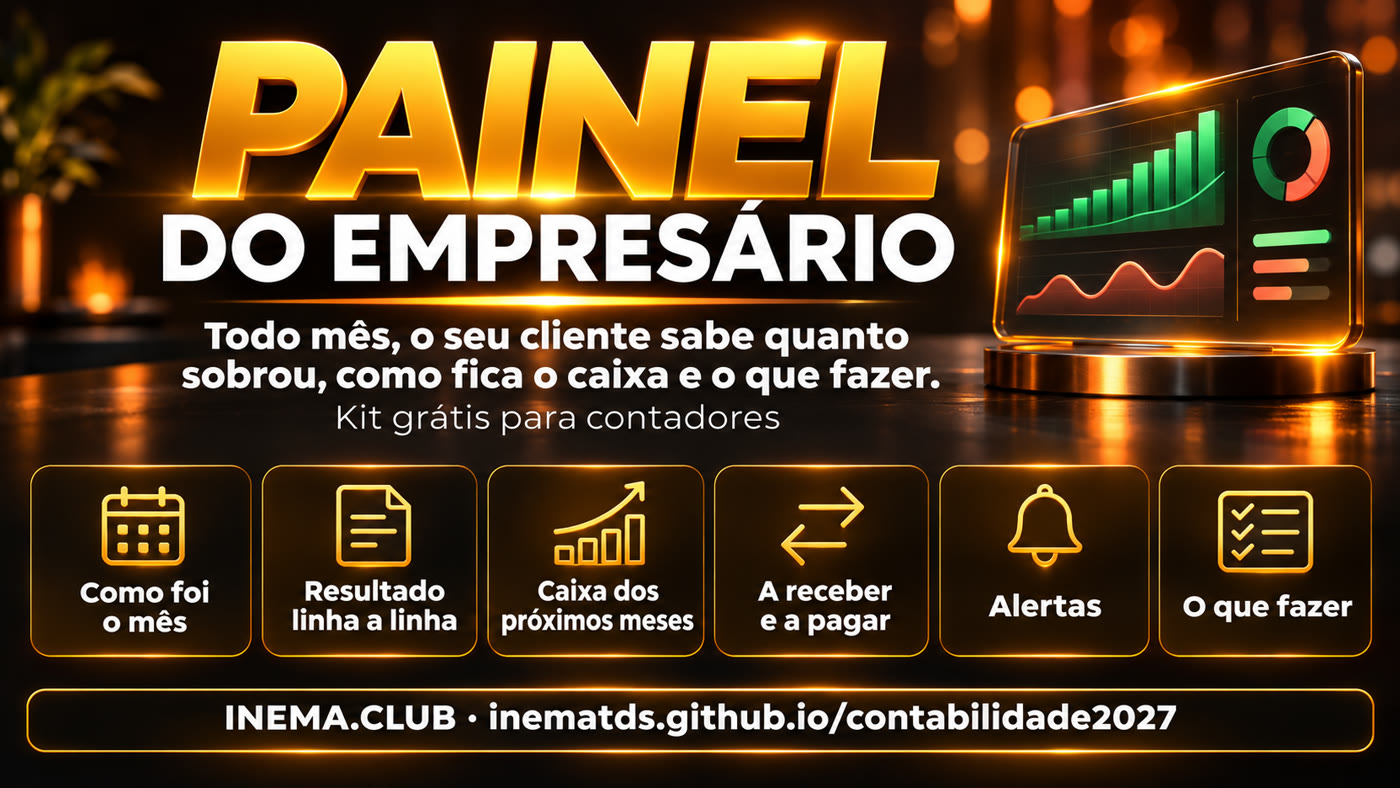 PAINEL
DO EMPRESÁRIO
Todo mês, o seu cliente sabe quanto
sobrou, como fica o caixa e o que fazer.
Kit grátis para contadores
Como foi
o mês
Resultado
linha a linha
Caixa dos
próximos meses
A receber
e a pagar
Alertas
O que fazer
INEMA.CLUB • inematds.github.io/contabilidade2027